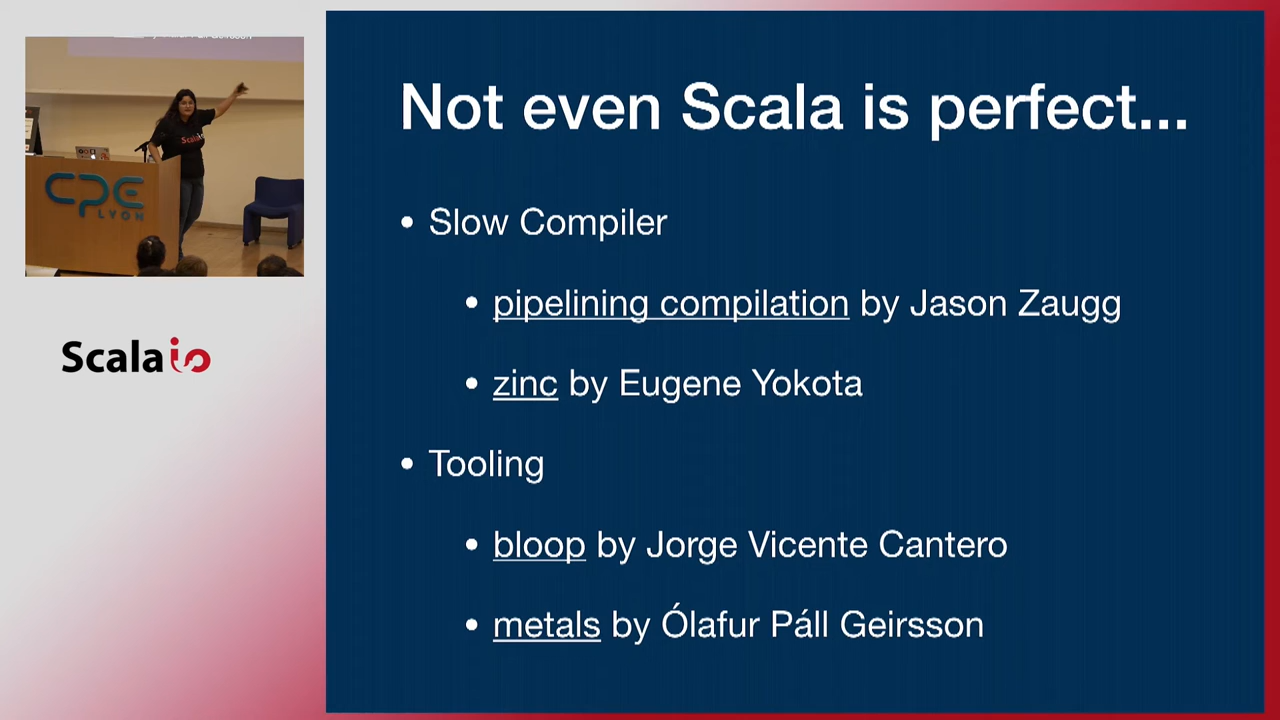 Not even Scala is perfect...
• Slow Compiler
• pipelining compilation by Jason Zaugg
• zinc by Eugene Yokota
• Tooling
• bloop by Jorge Vicente Cantero
• metals by Ólafur Páll Geirsson
CPE
LYON
Scala
Scala io